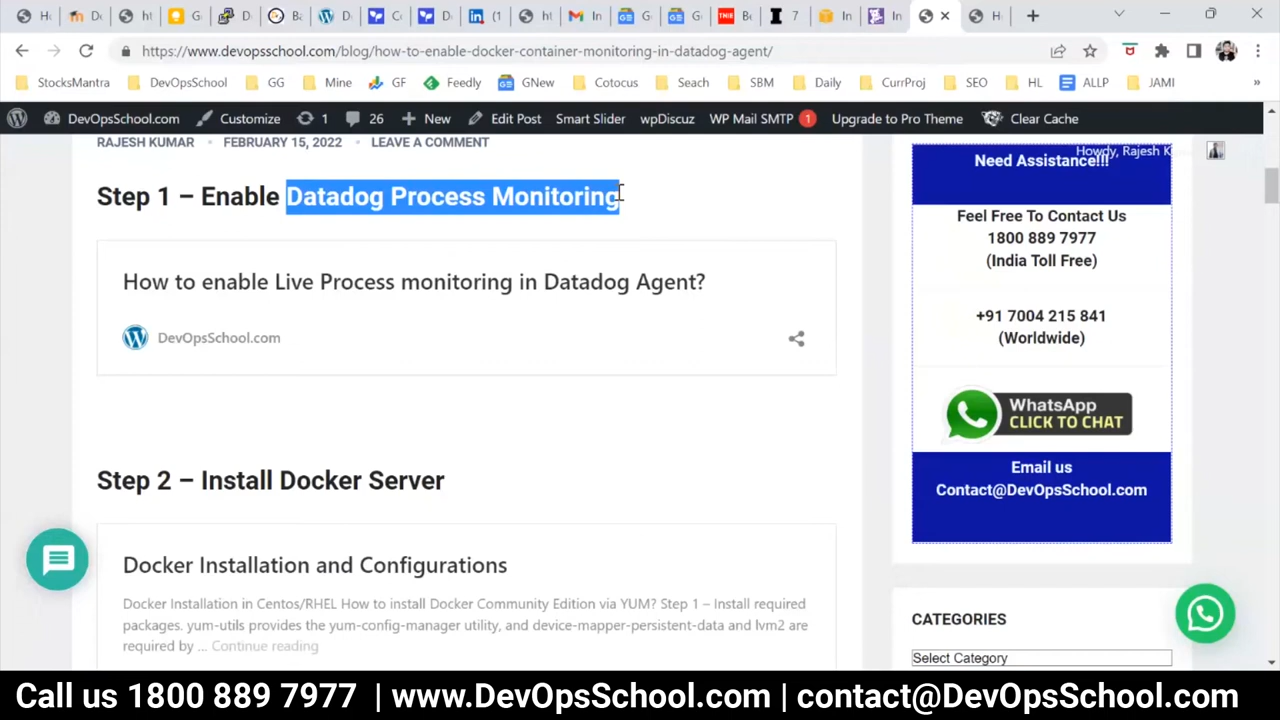 https://www.devopsschool.com/blog/how-to-enable-docker-container-monitoring-in-datadog-agent/
StocksMantra DevOpsSchool GG Mine GF Feedly GNew Cotocus Seach SBM Daily CurrProj SEO HL ALLP JAMI »
DevOpsSchool.com Customize 1 26 New Edit Post Smart Slider wpDiscuz WP Mail SMTP 1 Upgrade to Pro Theme Clear Cache
Howdy, Rajesh
RAJESH KUMAR • FEBRUARY 15, 2022 • LEAVE A COMMENT
Step 1 – Enable Datadog Process Monitoring
How to enable Live Process monitoring in Datadog Agent?
DevOpsSchool.com
Step 2 – Install Docker Server
Docker Installation and Configurations
Docker Installation in Centos/RHEL How to install Docker Community Edition via YUM? Step 1 – Install required
packages. yum-utils provides the yum-config-manager utility, and device-mapper-persistent-data and lvm2 are
required by ... Continue reading
Need Assistance!!!
Feel Free To Contact Us
1800 889 7977
(India Toll Free)
+91 7004 215 841
(Worldwide)
WhatsApp
CLICK TO CHAT
Email us
Contact@DevOpsSchool.com
CATEGORIES
Select Category
Call us 1800 889 7977 | www.DevOpsSchool.com | contact@DevOpsSchool.com